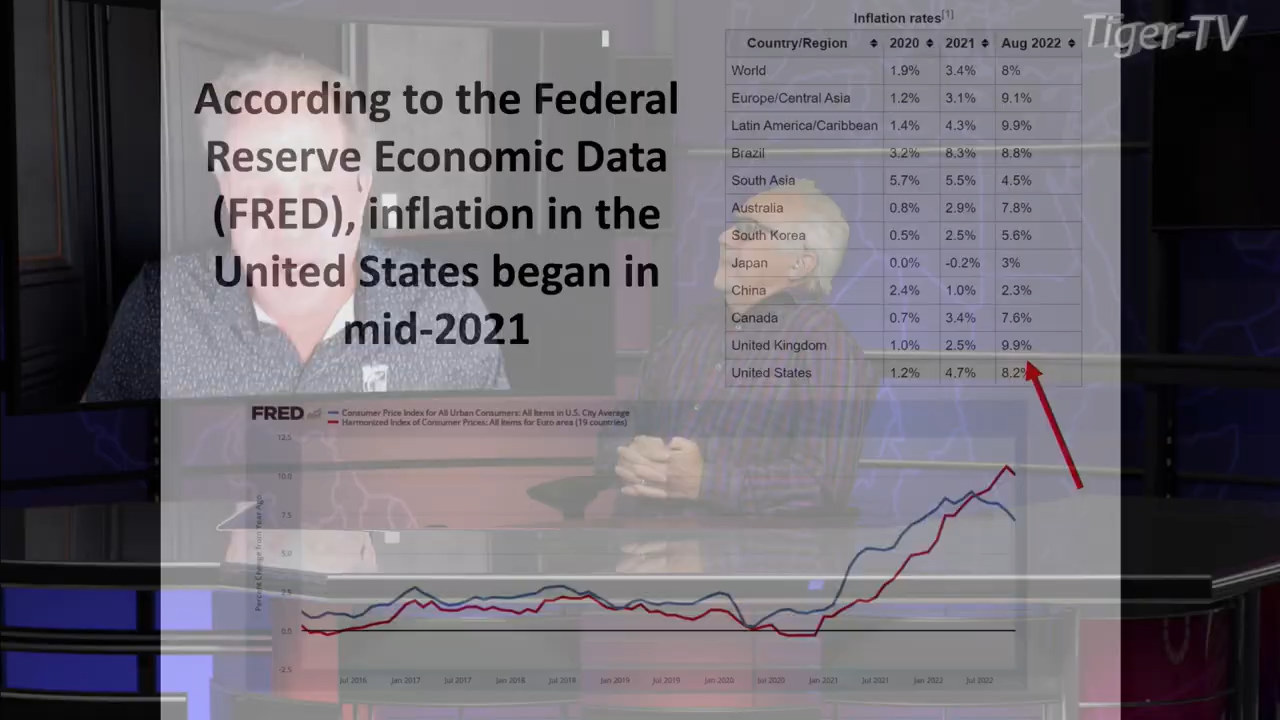 Tiger-TV
According to the Federal
Reserve Economic Data
(FRED), inflation in the
United States began in
mid-2021
Inflation rates[1]
Country/Region 2020 2021 Aug 2022
World 1.9% 3.4% 8%
Europe/Central Asia 1.2% 3.1% 9.1%
Latin America/Caribbean 1.4% 4.3% 9.9%
Brazil 3.2% 8.3% 8.8%
South Asia 5.7% 5.5% 4.5%
Australia 0.8% 2.9% 7.8%
South Korea 0.5% 2.5% 5.6%
Japan 0.0% -0.2% 3%
China 2.4% 1.0% 2.3%
Canada 0.7% 3.4% 7.6%
United Kingdom 1.0% 2.5% 9.9%
United States 1.2% 4.7% 8.2%
FRED
Consumer Price Index for All Urban Consumers: All Items in U.S. City Average
Harmonized Index of Consumer Prices: All Items for Euro area (19 countries)
Percent Change from Year Ago
12.5
10.0
7.5
5.0
2.5
0.0
-2.5
Jul 2016 Jan 2017 Jul 2017 Jan 2018 Jul 2018 Jan 2019 Jul 2019 Jan 2020 Jul 2020 Jan 2021 Jul 2021 Jan 2022 Jul 2022